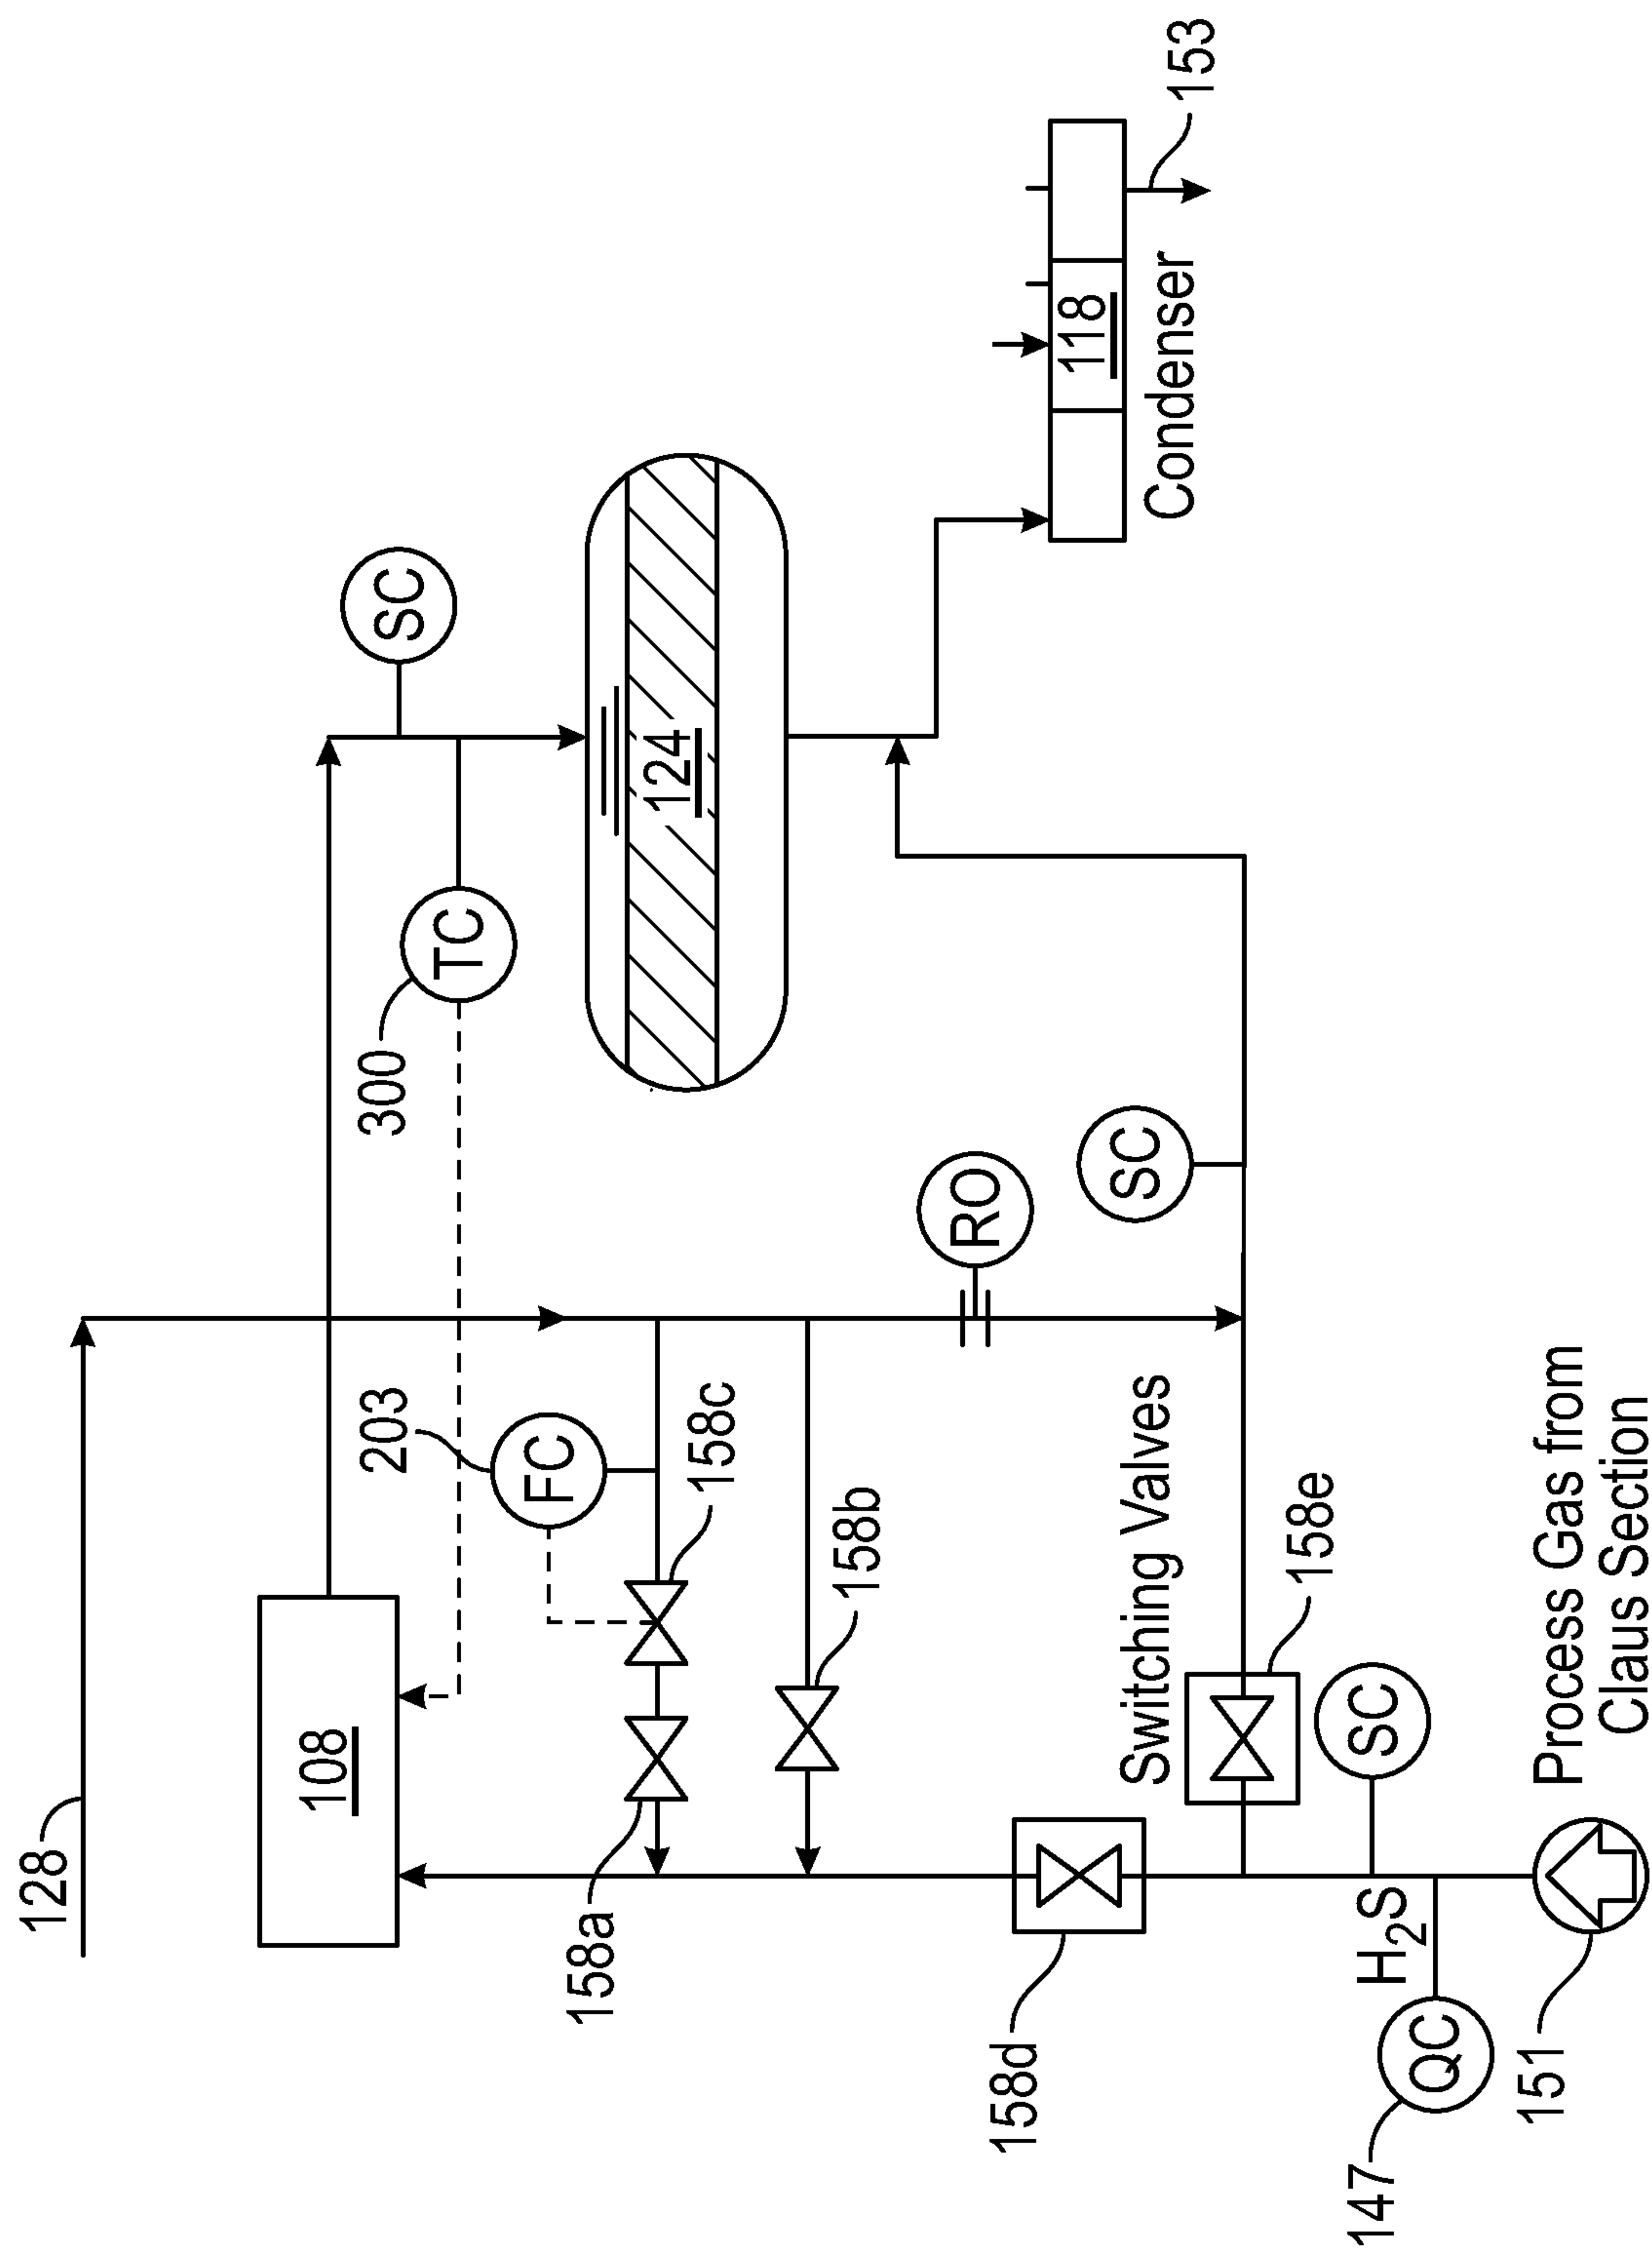 128
108
SC
300
TC
203
FC
158c
158a
158b
124
RO
SC
118
Condenser
153
Switching Valves
158e
158d
SC
H2S
QC
147
151
Process Gas from
Claus Section